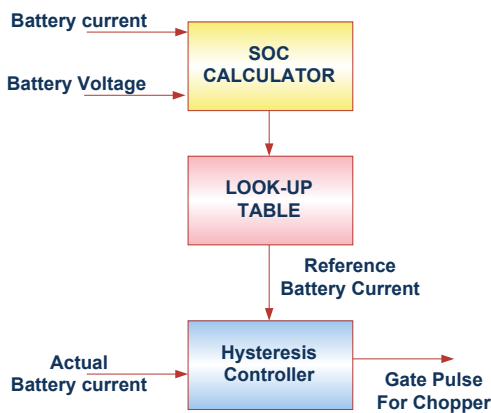 Battery current
SOC
CALCULATOR
Battery Voltage
LOOK-UP
TABLE
Reference
Battery Current
Hysteresis
Controller
Actual
Battery current
Gate Pulse
For Chopper